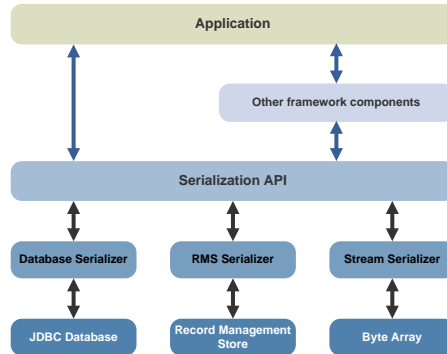 Application
Other framework components
Serialization API
Database Serializer
RMS Serializer
Stream Serializer
JDBC Database
Record Management
Store
Byte Array